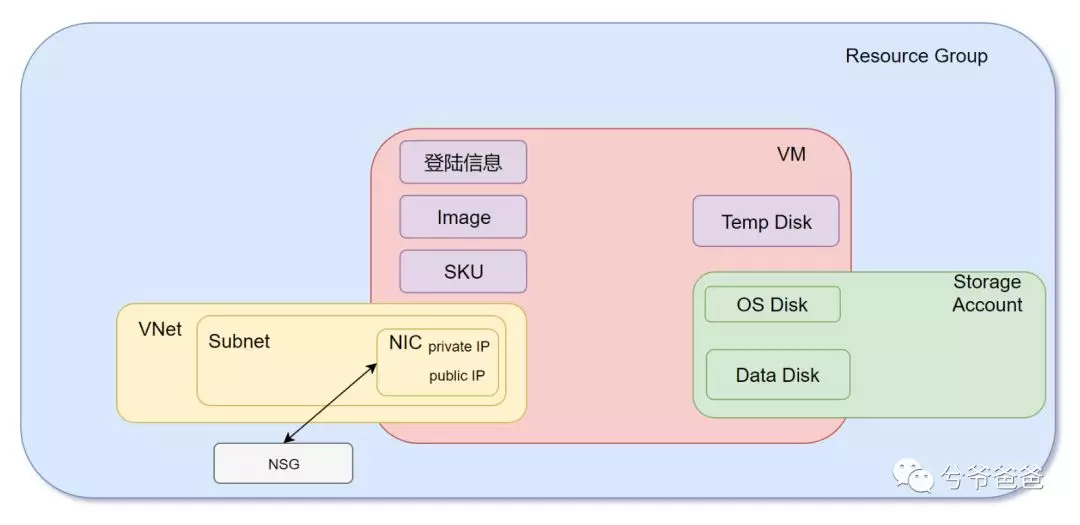 Resource Group
登陆信息
VM
Image
Temp Disk
SKU
Storage
Account
OS Disk
VNet
Subnet
NIC private IP
public IP
Data Disk
NSG
兮爷爸爸